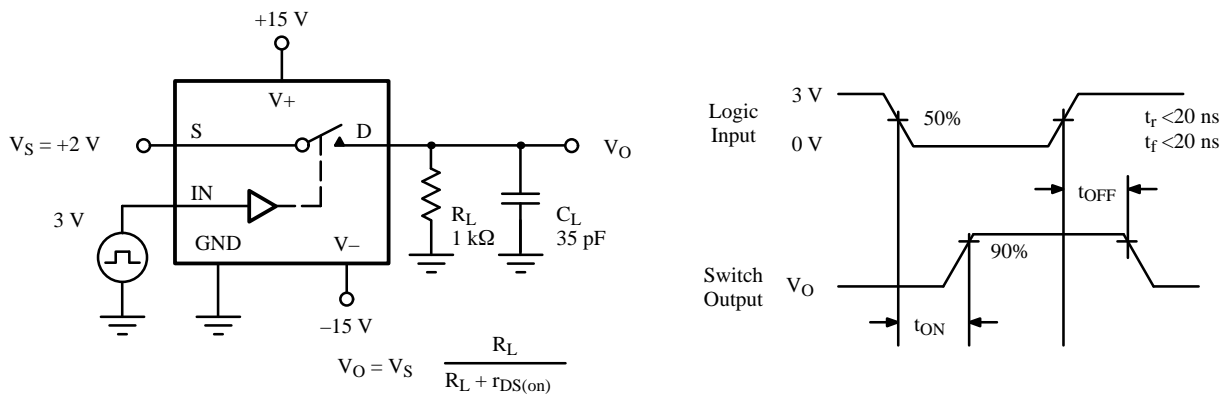 +15 V
V+
S
D
V_S = +2 V
V_O
IN
3 V
R_L
1 kΩ
C_L
35 pF
GND
V–
–15 V
V_O = V_S R_L / R_L + r_DS(on)
Logic
Input
3 V
0 V
50%
t_r <20 ns
t_f <20 ns
t_OFF
Switch
Output
V_O
90%
t_ON